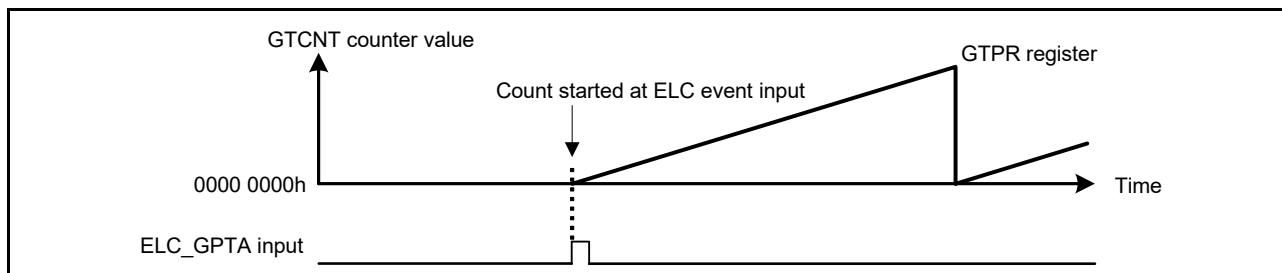 GTCNT counter value
GTPR register
Count started at ELC event input
0000 0000h
Time
ELC_GPTA input